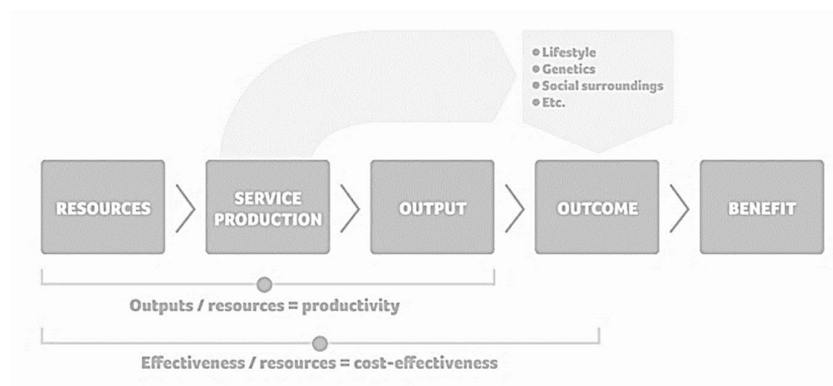 • Lifestyle
• Genetics
• Social surroundings
• Etc.
RESOURCES
SERVICE
PRODUCTION
OUTPUT
OUTCOME
BENEFIT
Outputs / resources = productivity
Effectiveness / resources = cost-effectiveness